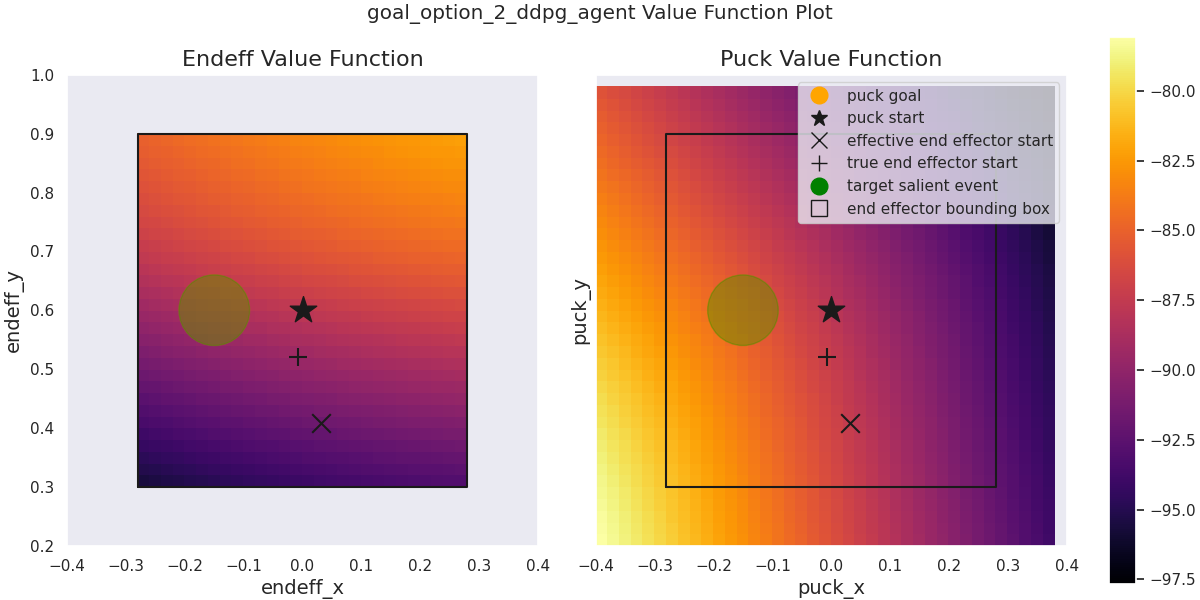 goal_option_2_ddpg_agent Value Function Plot
Endeff Value Function
1.0
0.9
0.8
0.7
0.6
0.5
0.4
0.3
0.2
endeff_y
−0.4 −0.3 −0.2 −0.1 0.0 0.1 0.2 0.3 0.4
endeff_x
Puck Value Function
puck goal
puck start
effective end effector start
true end effector start
target salient event
end effector bounding box
puck_y
−0.4 −0.3 −0.2 −0.1 0.0 0.1 0.2 0.3 0.4
puck_x
−80.0
−82.5
−85.0
−87.5
−90.0
−92.5
−95.0
−97.5